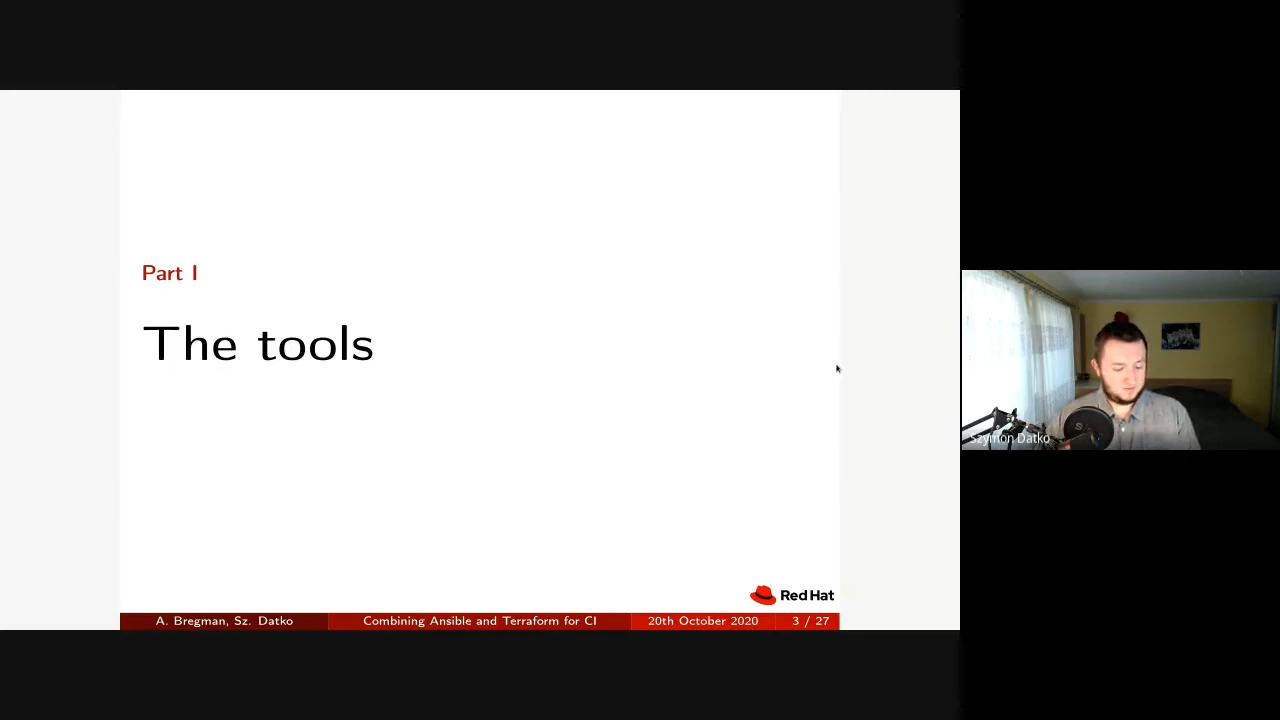 Part I
The tools
Red Hat
A. Bregman, Sz. Datko
Combining Ansible and Terraform for CI
20th October 2020
3 / 27
Szymon Datko